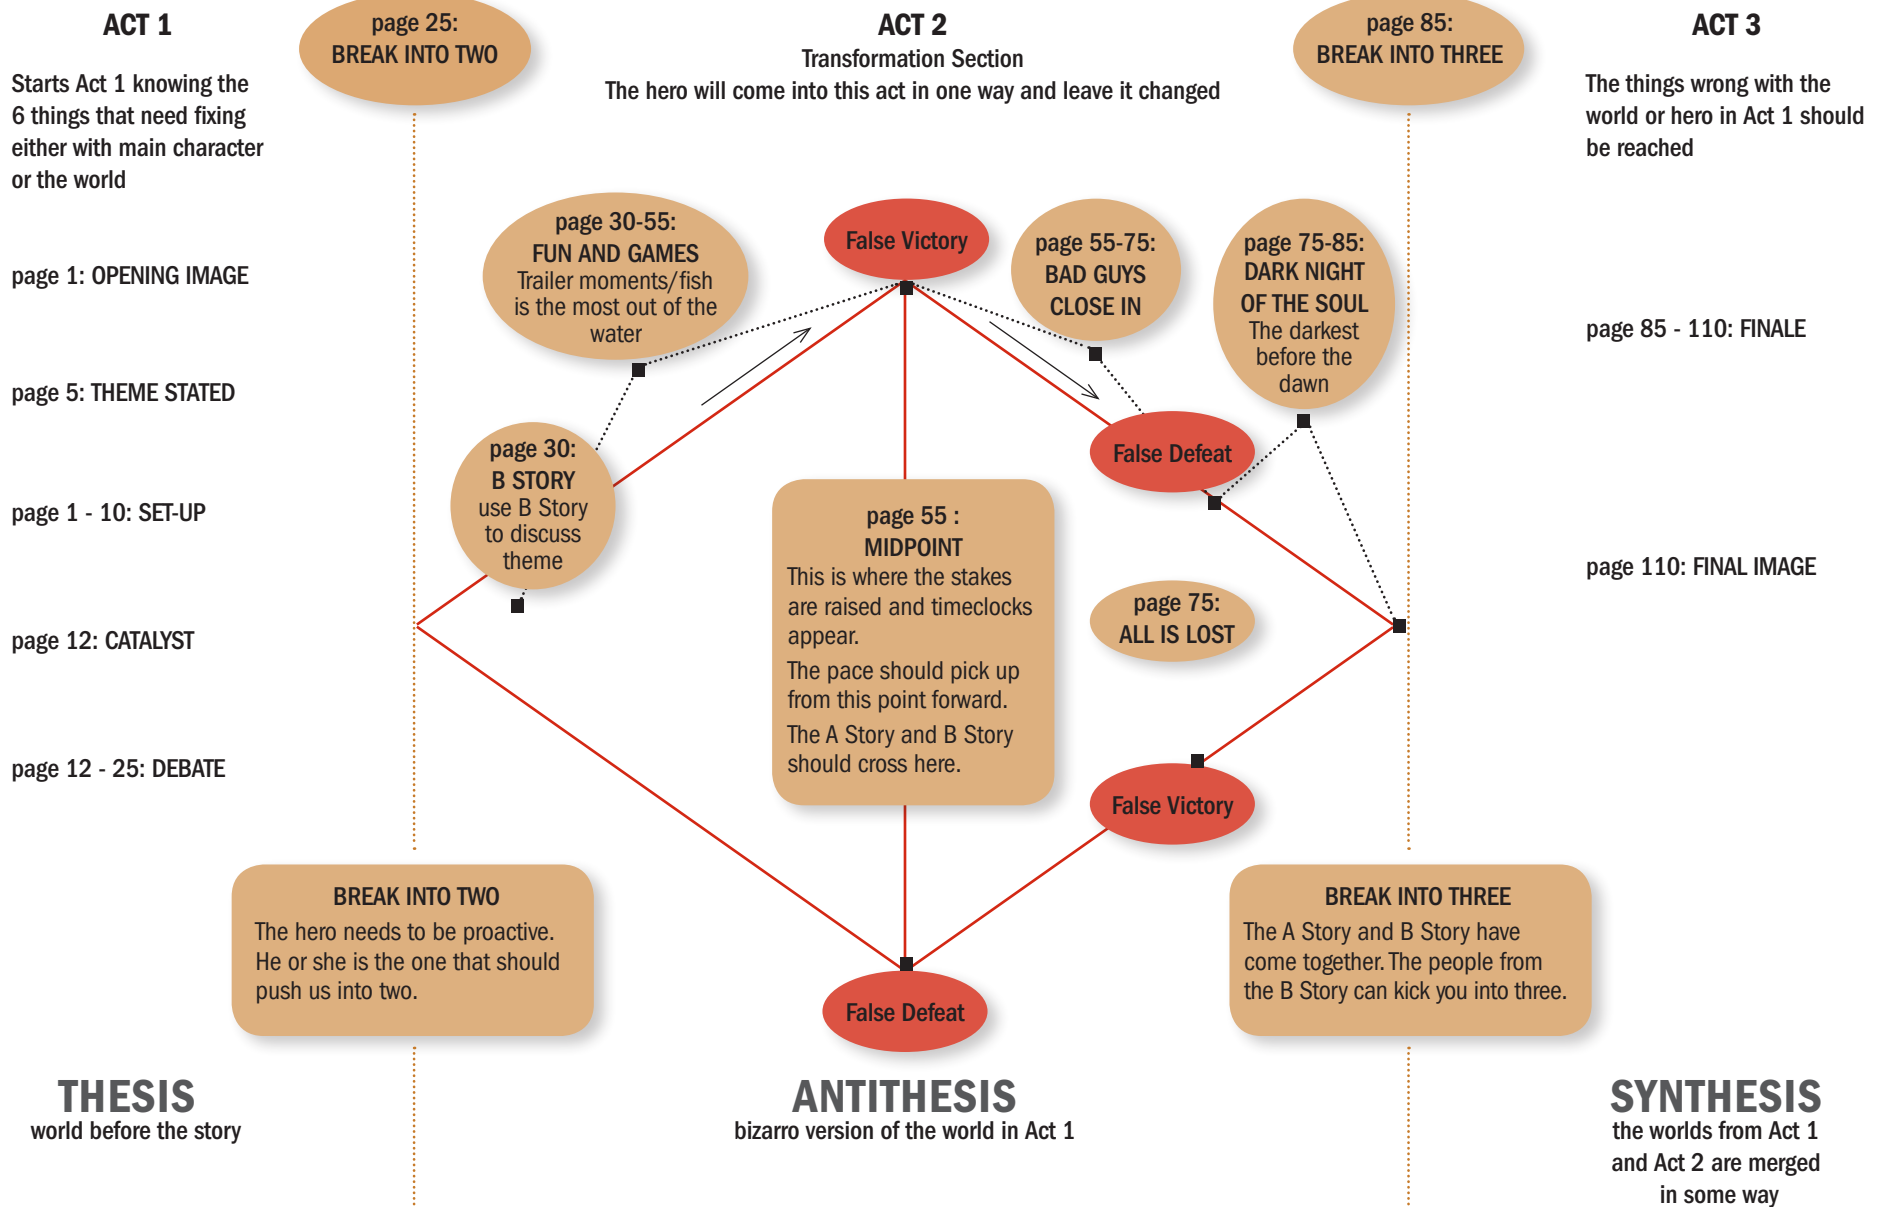 ACT 1
Starts Act 1 knowing the
6 things that need fixing
either with main character
or the world
page 1: OPENING IMAGE
page 5: THEME STATED
page 1 - 10: SET-UP
page 12: CATALYST
page 12 - 25: DEBATE
page 25:
BREAK INTO TWO
BREAK INTO TWO
The hero needs to be proactive.
He or she is the one that should
push us into two.
THESIS
world before the story
ACT 2
Transformation Section
The hero will come into this act in one way and leave it changed
page 30:
B STORY
use B Story
to discuss
theme
page 30-55:
FUN AND GAMES
Trailer moments/fish
is the most out of the
water
False Victory
page 55 :
MIDPOINT
This is where the stakes
are raised and timeclocks
appear.
The pace should pick up
from this point forward.
The A Story and B Story
should cross here.
False Defeat
page 55-75:
BAD GUYS
CLOSE IN
False Defeat
page 75:
ALL IS LOST
False Victory
page 75-85:
DARK NIGHT
OF THE SOUL
The darkest
before the
dawn
ANTITHESIS
bizarro version of the world in Act 1
page 85:
BREAK INTO THREE
BREAK INTO THREE
The A Story and B Story have
come together. The people from
the B Story can kick you into three.
ACT 3
The things wrong with the
world or hero in Act 1 should
be reached
page 85 - 110: FINALE
page 110: FINAL IMAGE
SYNTHESIS
the worlds from Act 1
and Act 2 are merged
in some way